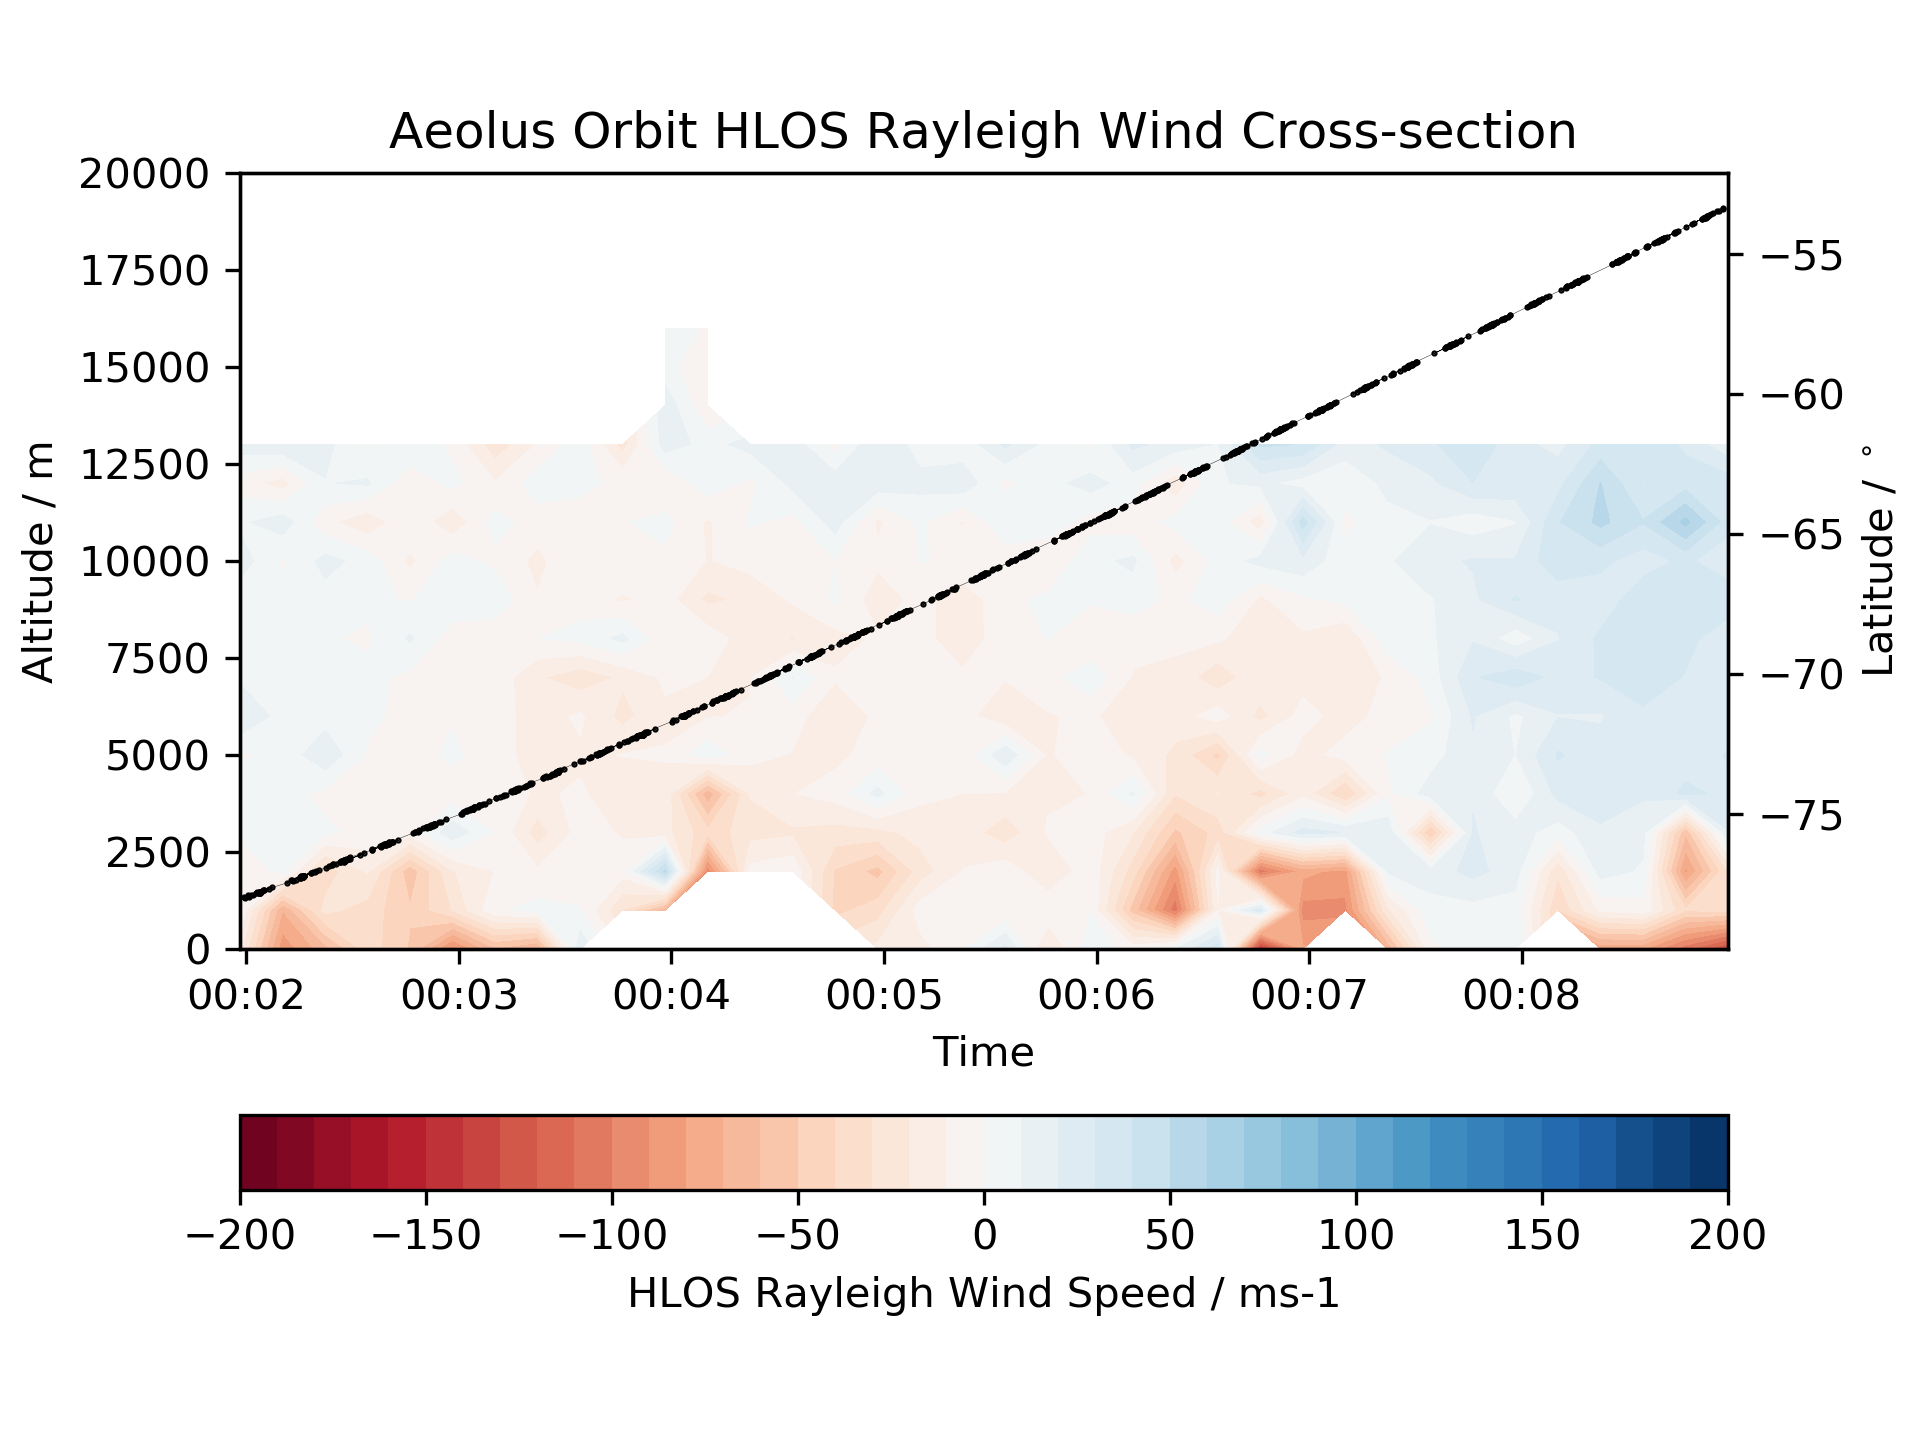 Aeolus Orbit HLOS Rayleigh Wind Cross-section
20000
17500
15000
12500
10000
7500
5000
2500
0
Altitude / m
−55
−60
−65
−70
−75
Latitude / °
00:02 00:03 00:04 00:05 00:06 00:07 00:08
Time
−200 −150 −100 −50 0 50 100 150 200
HLOS Rayleigh Wind Speed / ms-1